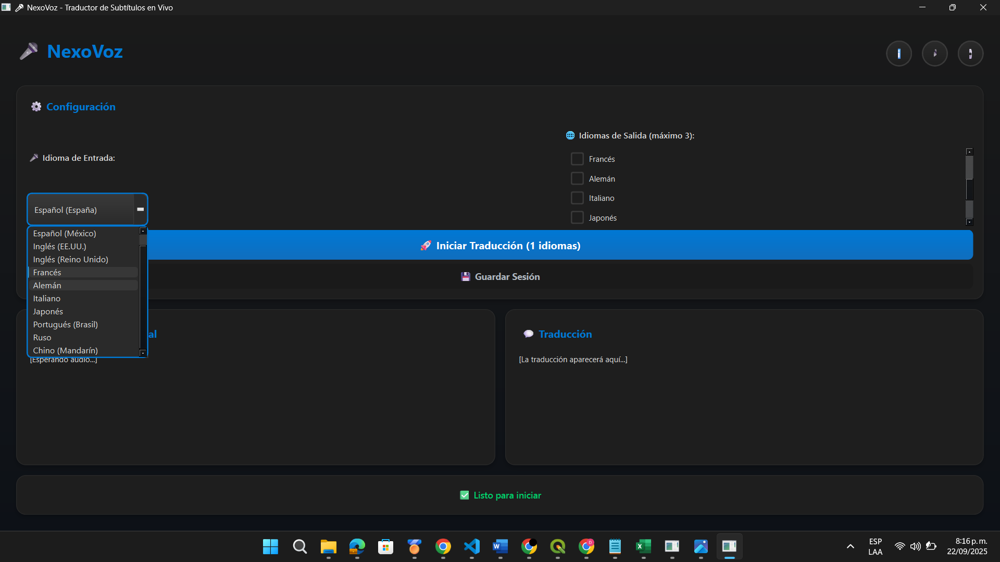 NexoVoz - Traductor de Subtítulos en Vivo
NexoVoz
Configuración
Idiomas de Salida (máximo 3):
Idioma de Entrada:
Francés
Alemán
Italiano
Japonés
Español (España)
Español (México)
Inglés (EE.UU.)
Inglés (Reino Unido)
Francés
Alemán
Italiano
Japonés
Portugués (Brasil)
Ruso
Chino (Mandarín)
Iniciar Traducción (1 idiomas)
Guardar Sesión
al
[Esperando audio...]
Traducción
[La traducción aparecerá aquí...]
Listo para iniciar
ESP
LAA
8:16 p. m.
22/09/2025